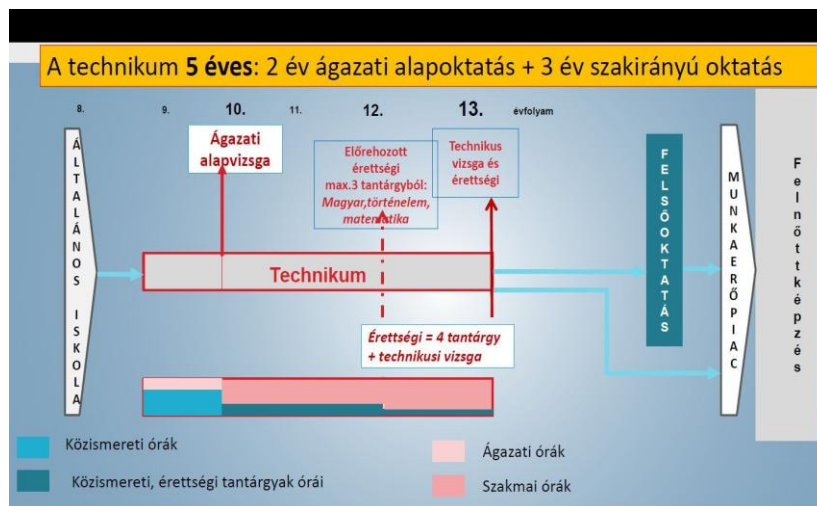 A technikum 5 éves: 2 év ágazati alapoktatás + 3 év szakirányú oktatás
8. 9. 10. 11. 12. 13. évfolyam
ÁLTALÁNOS ISKOLA
Ágazati
alapvizsga
Előrehozott
érettségi
max.3 tantárgyból:
Magyar,történelem,
matematika
Technikus
vizsga és
érettségi
Technikum
Érettségi = 4 tantárgy
+ technikusi vizsga
FELSŐOKTATÁS
MUNKAERŐPIAC
Felnőttképzés
Közismereti órák
Közismereti, érettségi tantárgyak órái
Ágazati órák
Szakmai órák